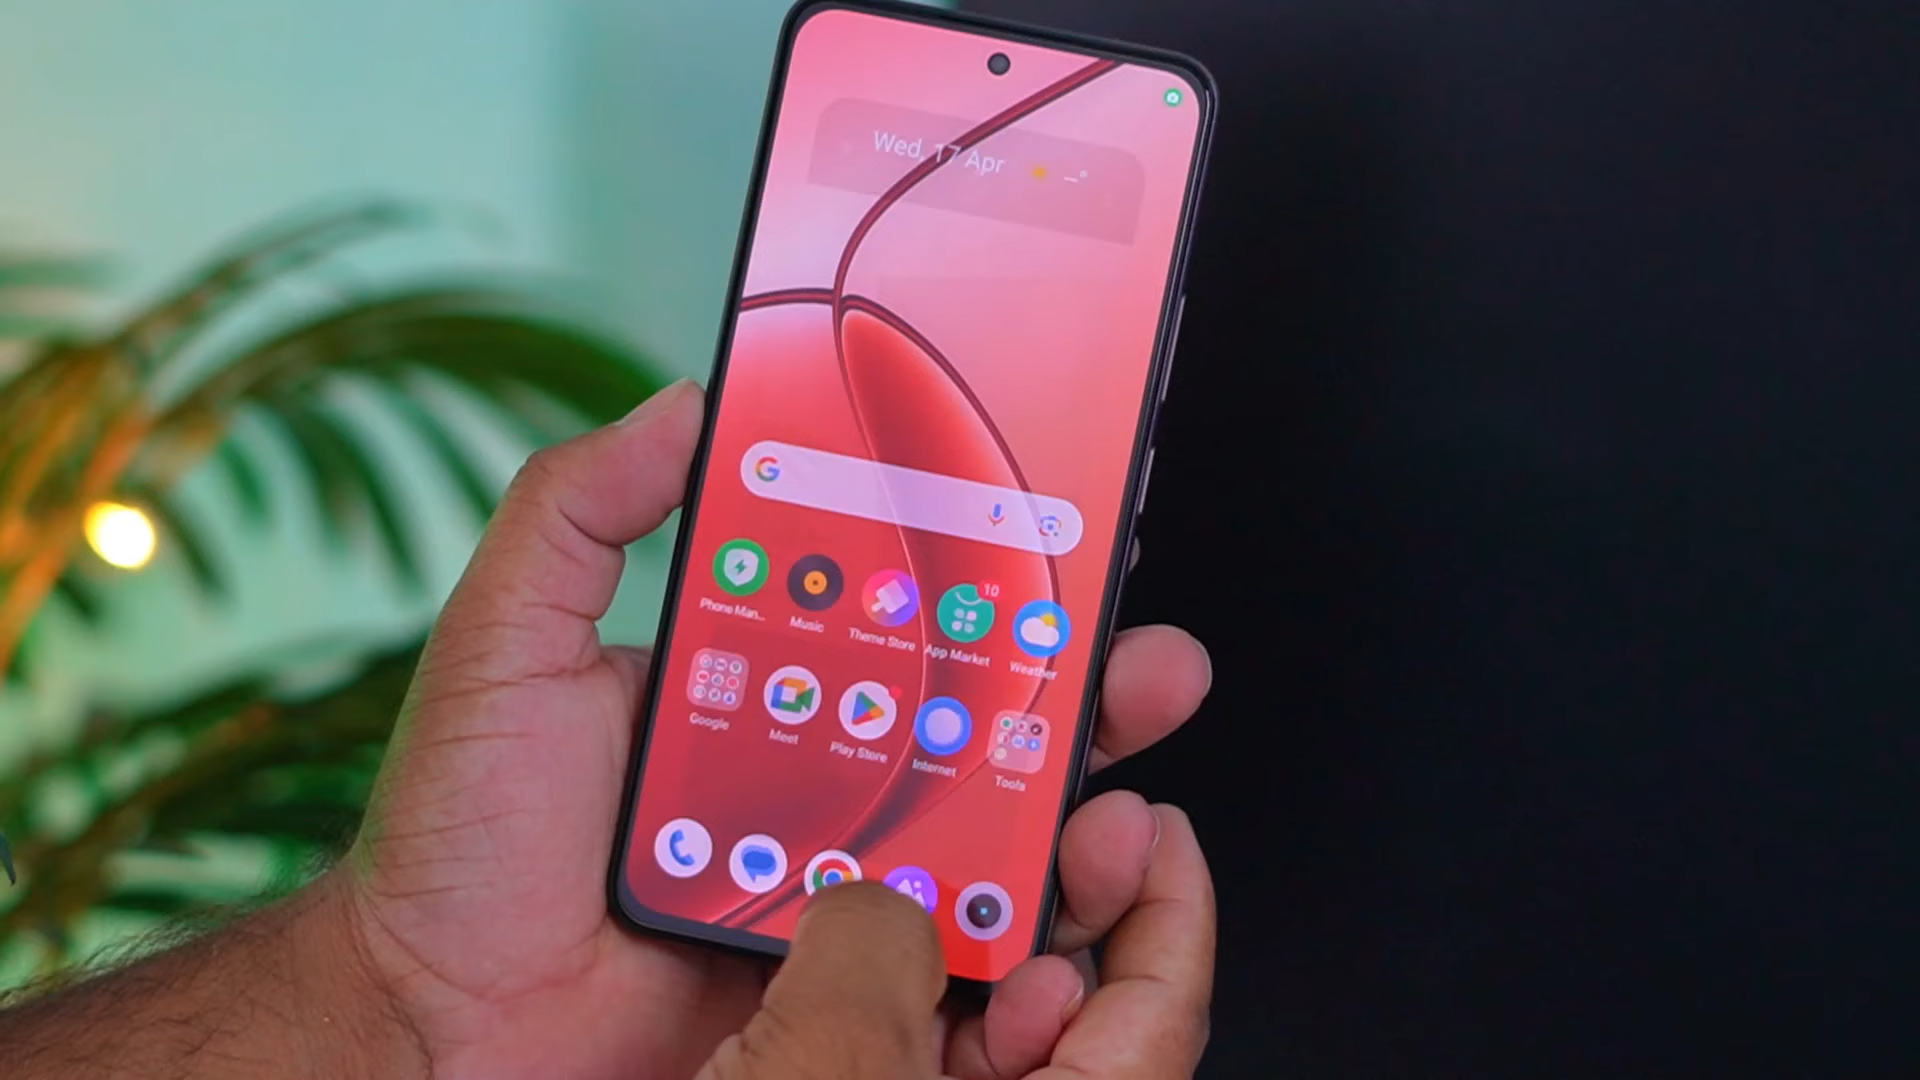 Wed, 17 Apr –°
G
10
Phone Man... Music Theme Store App Market Weather
Google Meet Play Store Internet Tools